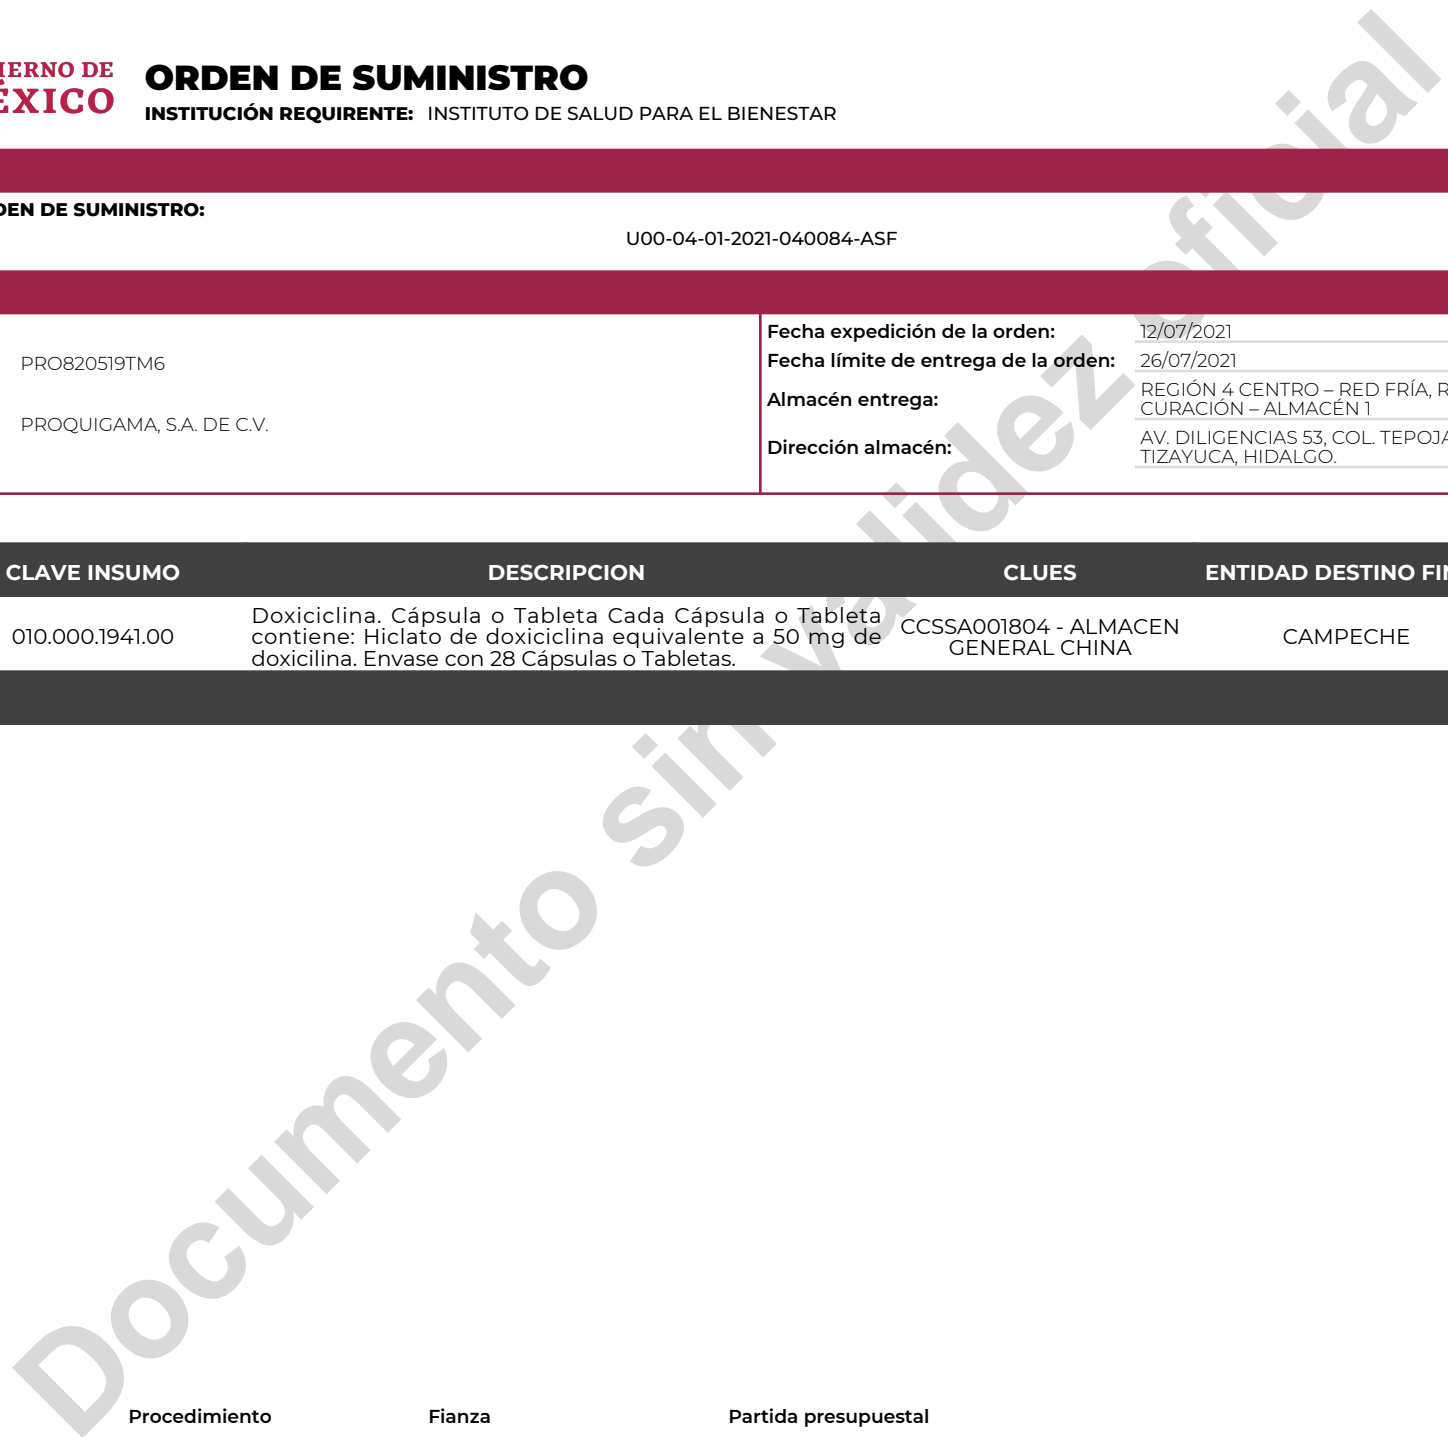 IERNO DE
ÉXICO
ORDEN DE SUMINISTRO
INSTITUCIÓN REQUIRENTE: INSTITUTO DE SALUD PARA EL BIENESTAR
DEN DE SUMINISTRO:
U00-04-01-2021-040084-ASF
PRO820519TM6
PROQUIGAMA, S.A. DE C.V.
Fecha expedición de la orden: 12/07/2021
Fecha límite de entrega de la orden: 26/07/2021
Almacén entrega: REGIÓN 4 CENTRO – RED FRÍA, R
CURACIÓN – ALMACÉN 1
Dirección almacén: AV. DILIGENCIAS 53, COL. TEPOJA
TIZAYUCA, HIDALGO.
CLAVE INSUMO DESCRIPCION CLUES ENTIDAD DESTINO FIN
010.000.1941.00
Doxiciclina. Cápsula o Tableta Cada Cápsula o Tableta
contiene: Hiclato de doxiciclina equivalente a 50 mg de
doxicilina. Envase con 28 Cápsulas o Tabletas.
CCSSA001804 - ALMACEN
GENERAL CHINA
CAMPECHE
Documento sin validez oficial
Procedimiento Fianza Partida presupuestal